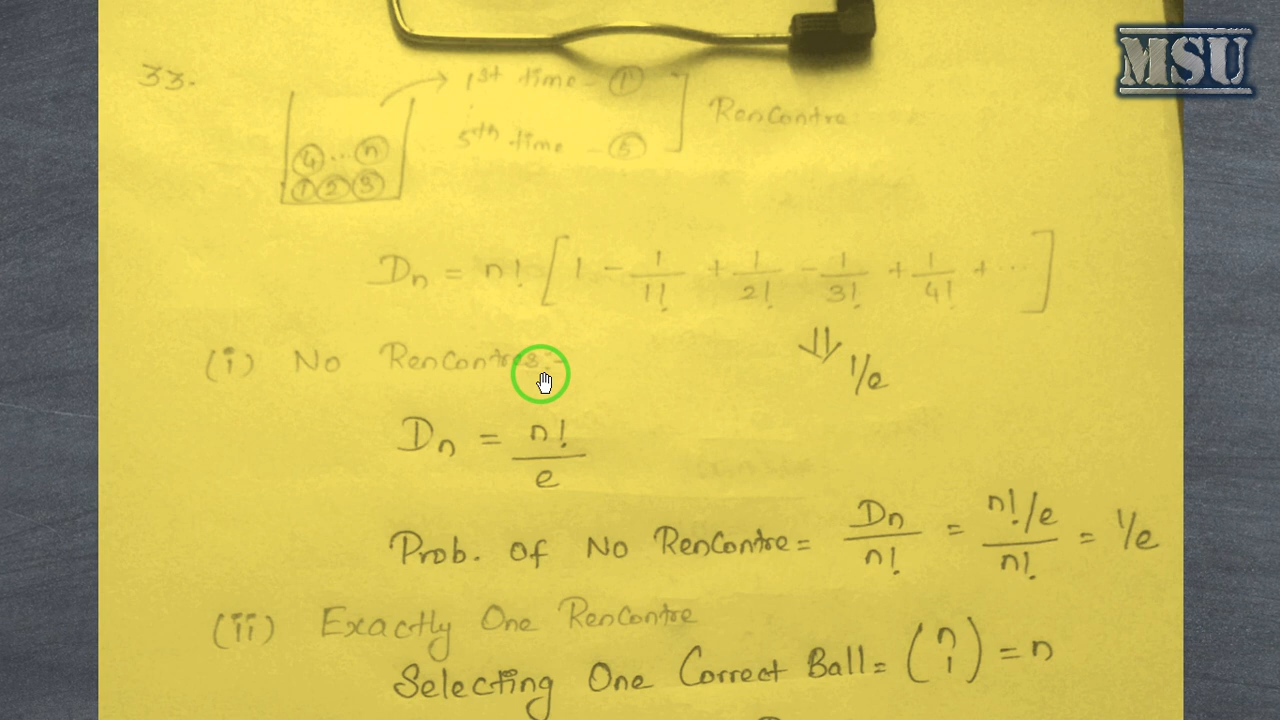 MSU
33.
1st time - ①
5th time - ⑤
Rencontre
④ ... ⓝ
① ② ③
Dn = n! [ 1 - 1/1! + 1/2! - 1/3! + 1/4! + ... ]
⇓ 1/e
(i) No Rencontres:-
Dn = n!/e
Prob. of No Rencontre = Dn/n! = n!/e / n! = 1/e
(ii) Exactly One Rencontre
Selecting One Correct Ball = (n 1) = n